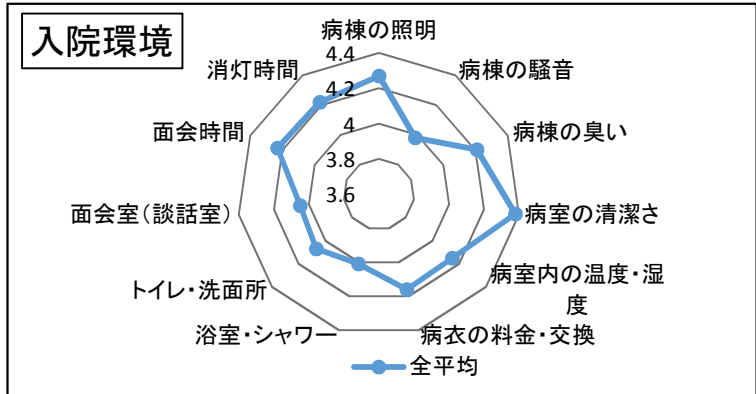 入院環境
病棟の照明
病棟の騒音
病棟の臭い
病室の清潔さ
病室内の温度・湿
度
病衣の料金・交換
浴室・シャワー
トイレ・洗面所
面会室(談話室)
面会時間
消灯時間
4.4
4.2
4
3.8
3.6
全平均